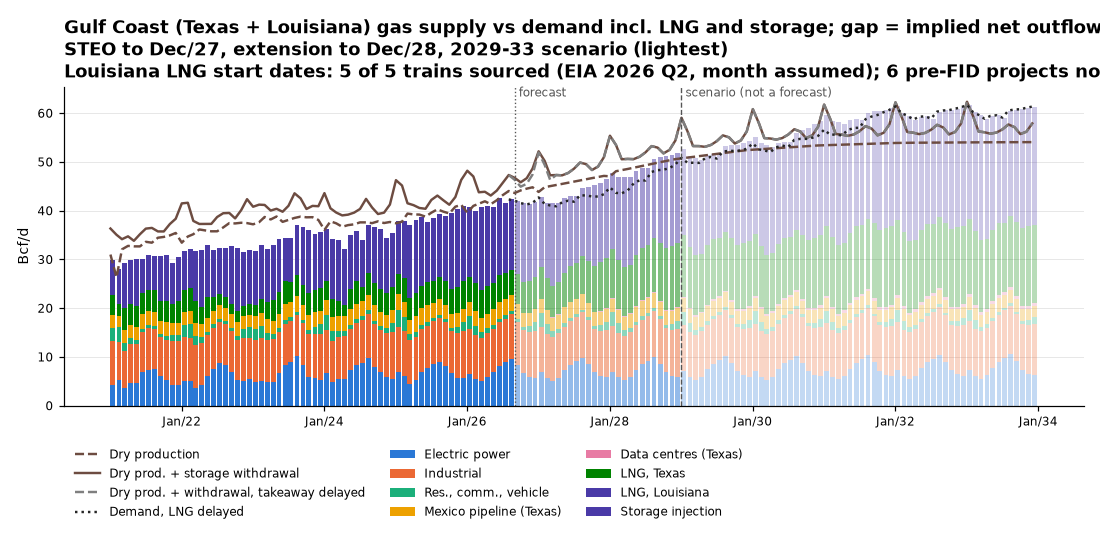 Gulf Coast (Texas + Louisiana) gas supply vs demand incl. LNG and storage; gap = implied net outflow
STEO to Dec/27, extension to Dec/28, 2029-33 scenario (lightest)
Louisiana LNG start dates: 5 of 5 trains sourced (EIA 2026 Q2, month assumed); 6 pre-FID projects no
forecast
scenario (not a forecast)
60
50
40
30
20
10
0
Bcf/d
Jan/22
Jan/24
Jan/26
Jan/28
Jan/30
Jan/32
Jan/34
Dry production
Dry prod. + storage withdrawal
Dry prod. + withdrawal, takeaway delayed
Demand, LNG delayed
Electric power
Industrial
Res., comm., vehicle
Mexico pipeline (Texas)
Data centres (Texas)
LNG, Texas
LNG, Louisiana
Storage injection